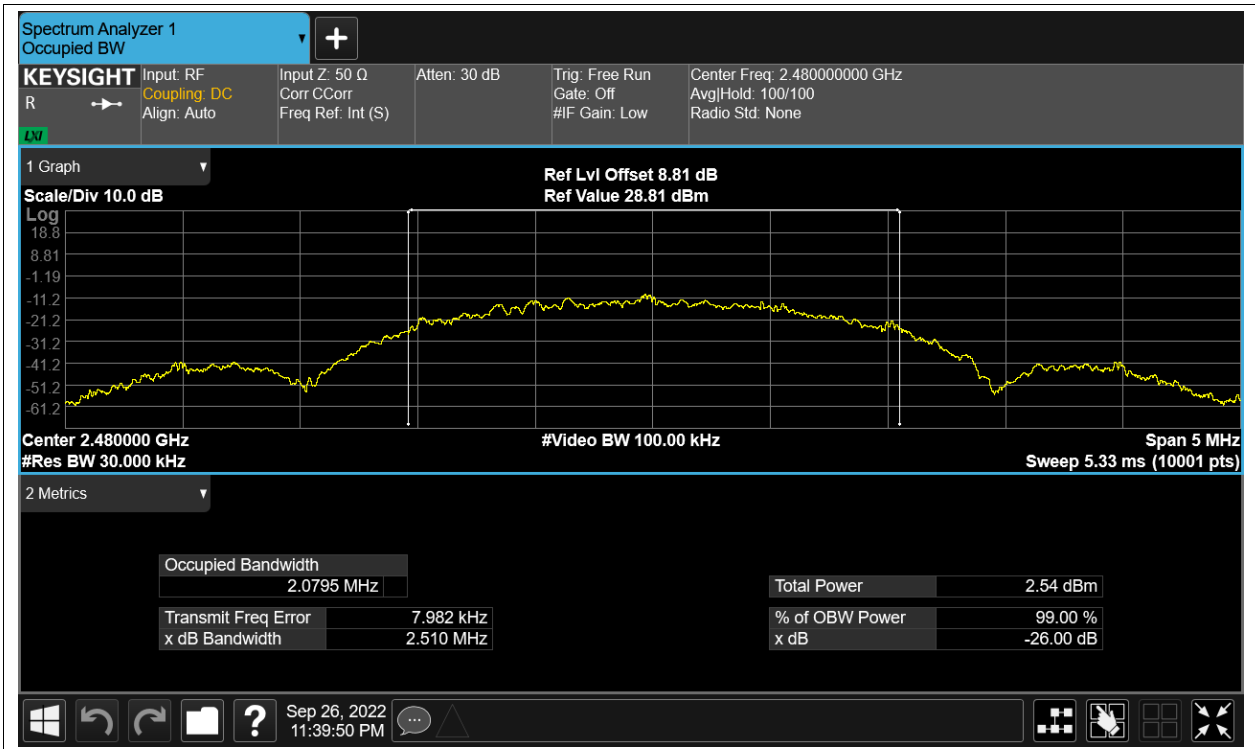 Spectrum Analyzer 1
Occupied BW
KEYSIGHT
R
LXI
Input: RF
Coupling: DC
Align: Auto
Input Z: 50 Ω
Corr CCorr
Freq Ref: Int (S)
Atten: 30 dB
Trig: Free Run
Gate: Off
#IF Gain: Low
Center Freq: 2.480000000 GHz
Avg|Hold: 100/100
Radio Std: None
1 Graph
Scale/Div 10.0 dB
Ref Lvl Offset 8.81 dB
Ref Value 28.81 dBm
Log
18.8
8.81
-1.19
-11.2
-21.2
-31.2
-41.2
-51.2
-61.2
Center 2.480000 GHz
#Video BW 100.00 kHz
Span 5 MHz
#Res BW 30.000 kHz
Sweep 5.33 ms (10001 pts)
2 Metrics
Occupied Bandwidth
2.0795 MHz
Total Power 2.54 dBm
Transmit Freq Error 7.982 kHz
% of OBW Power 99.00 %
x dB Bandwidth 2.510 MHz
x dB -26.00 dB
?
Sep 26, 2022
11:39:50 PM